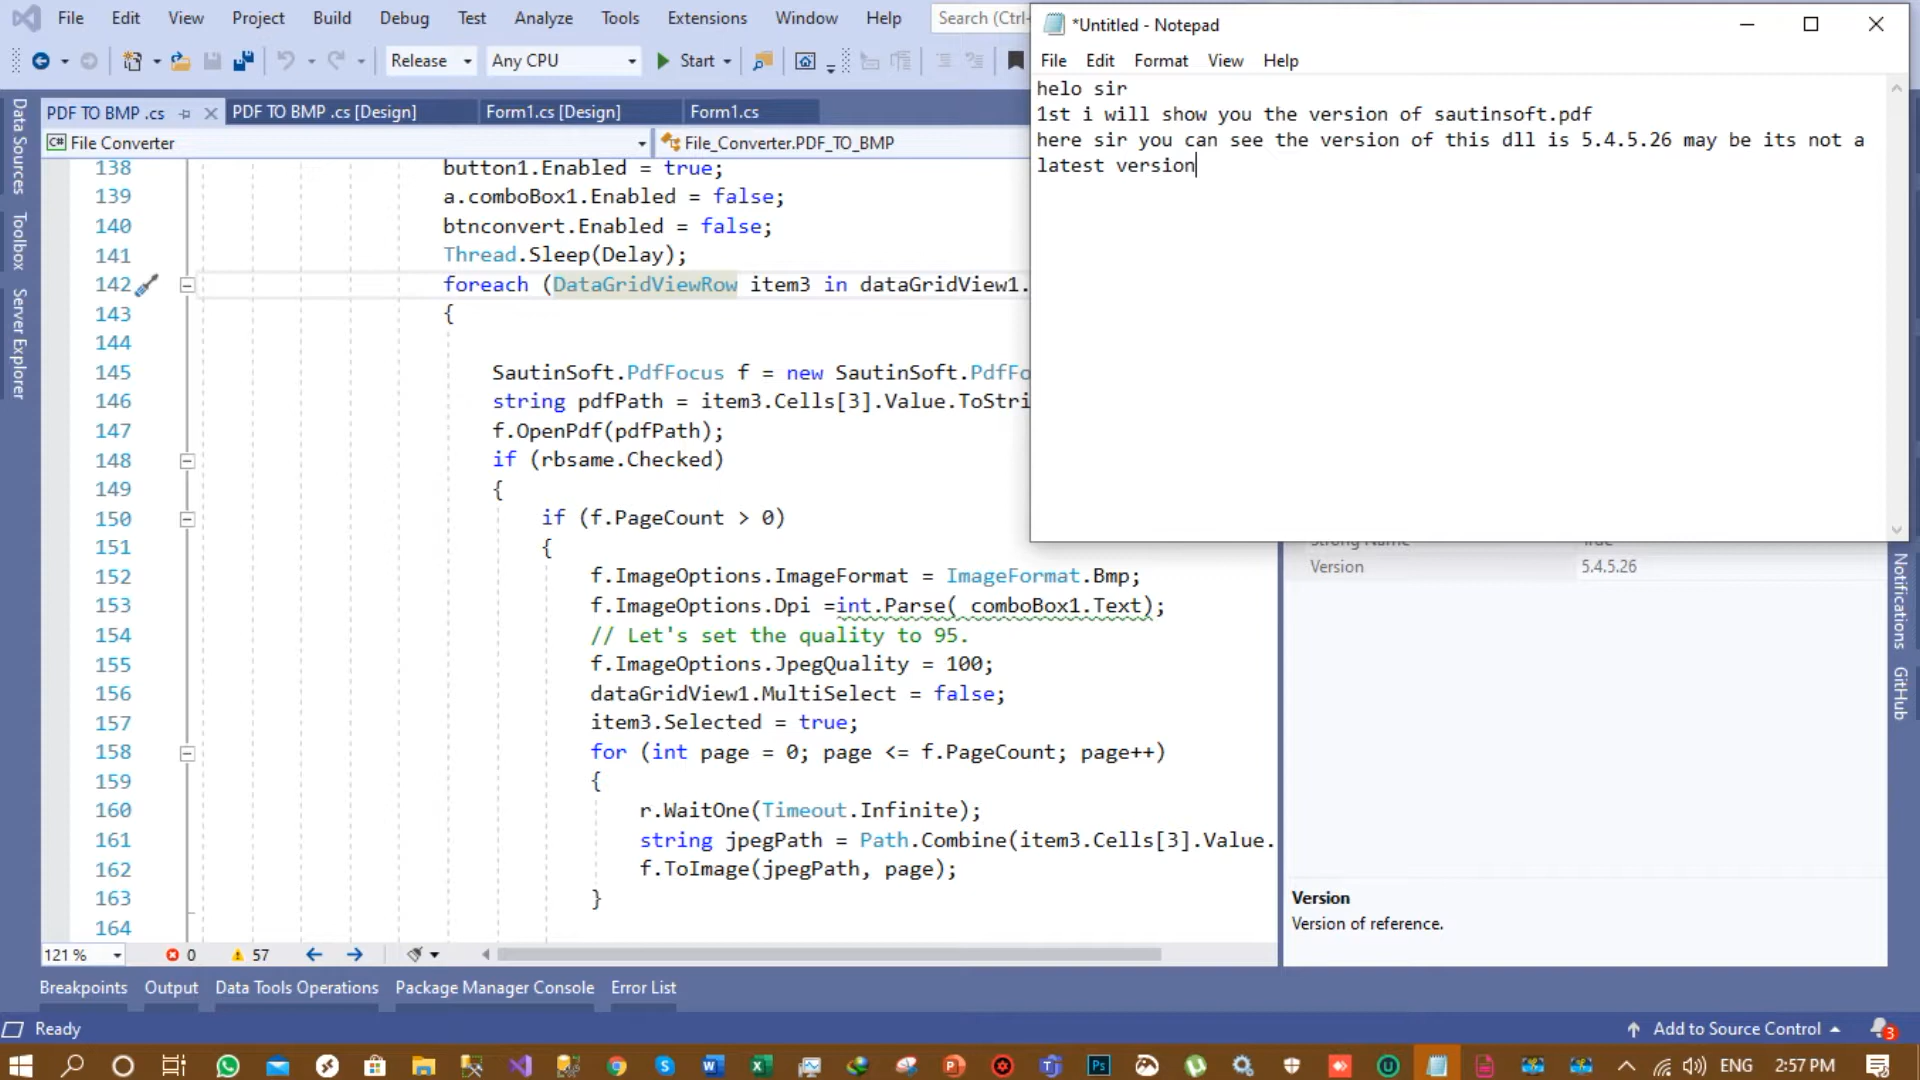 File Edit View Project Build Debug Test Analyze Tools Extensions Window Help Search (Ctrl-
Release Any CPU Start
PDF TO BMP .cs PDF TO BMP .cs [Design] Form1.cs [Design] Form1.cs
C# File Converter File_Converter.PDF_TO_BMP
138 button1.Enabled = true;
139 a.comboBox1.Enabled = false;
140 btnconvert.Enabled = false;
141 Thread.Sleep(Delay);
142 foreach (DataGridViewRow item3 in dataGridView1.
143 {
144
145 SautinSoft.PdfFocus f = new SautinSoft.PdfFo
146 string pdfPath = item3.Cells[3].Value.ToStri
147 f.OpenPdf(pdfPath);
148 if (rbsame.Checked)
149 {
150 if (f.PageCount > 0)
151 {
152 f.ImageOptions.ImageFormat = ImageFormat.Bmp;
153 f.ImageOptions.Dpi =int.Parse( comboBox1.Text);
154 // Let's set the quality to 95.
155 f.ImageOptions.JpegQuality = 100;
156 dataGridView1.MultiSelect = false;
157 item3.Selected = true;
158 for (int page = 0; page <= f.PageCount; page++)
159 {
160 r.WaitOne(Timeout.Infinite);
161 string jpegPath = Path.Combine(item3.Cells[3].Value.
162 f.ToImage(jpegPath, page);
163 }
164
121 % 0 57
Breakpoints Output Data Tools Operations Package Manager Console Error List
Ready
Add to Source Control 3
Data Sources
Toolbox
Server Explorer
*Untitled - Notepad
File Edit Format View Help
helo sir
1st i will show you the version of sautinsoft.pdf
here sir you can see the version of this dll is 5.4.5.26 may be its not a
latest version
Version 5.4.5.26
Version
Version of reference.
Notifications
GitHub
ENG 2:57 PM